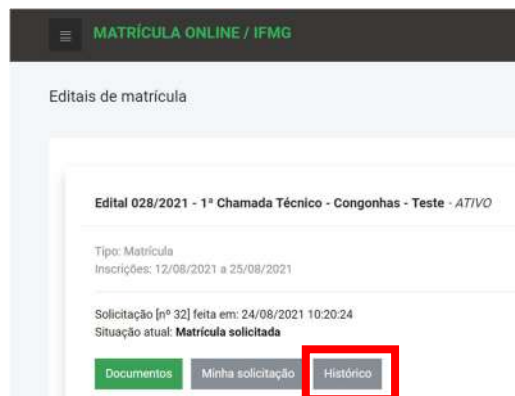 MATRÍCULA ONLINE / IFMG
Editais de matrícula
Edital 028/2021 - 1ª Chamada Técnico - Congonhas - Teste - ATIVO
Tipo: Matrícula
Inscrições: 12/08/2021 a 25/08/2021
Solicitação [nº 32] feita em: 24/08/2021 10:20:24
Situação atual: Matrícula solicitada
Documentos Minha solicitação Histórico